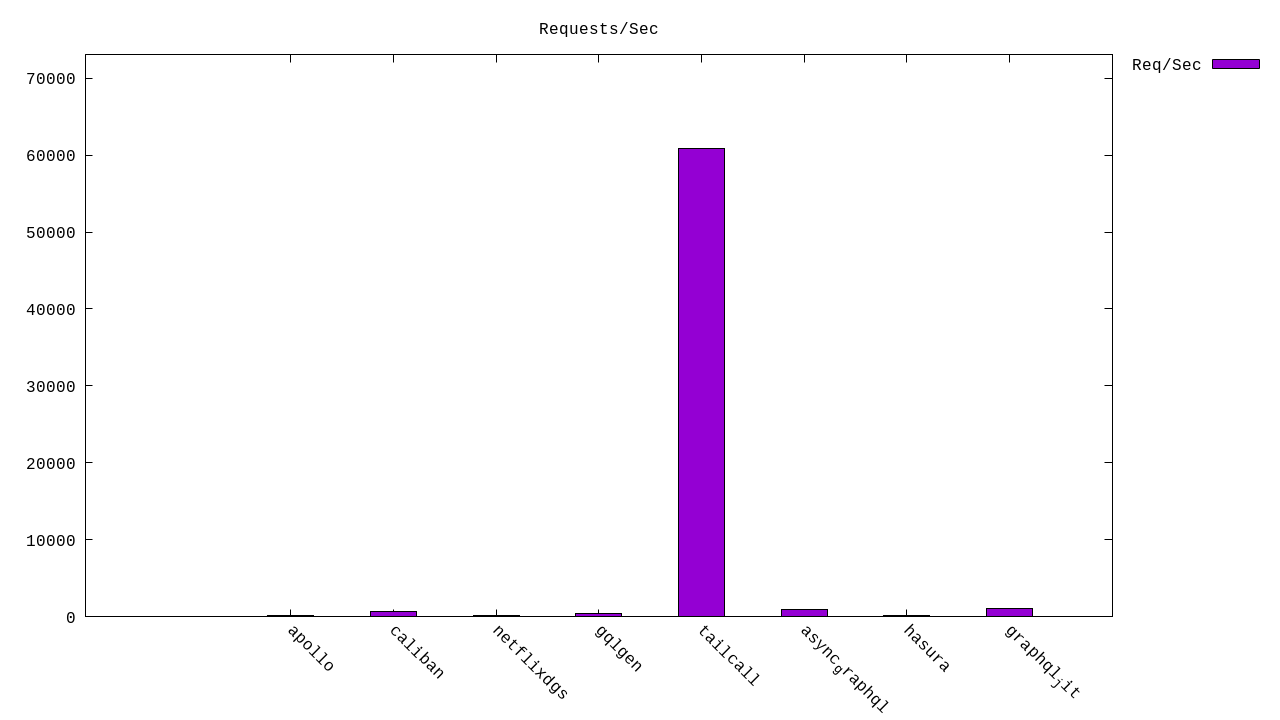 Requests/Sec
Req/Sec
70000
60000
50000
40000
30000
20000
10000
0
apollo
caliban
netflixdgs
gqlgen
tailcall
async_graphql
hasura
graphql_jit